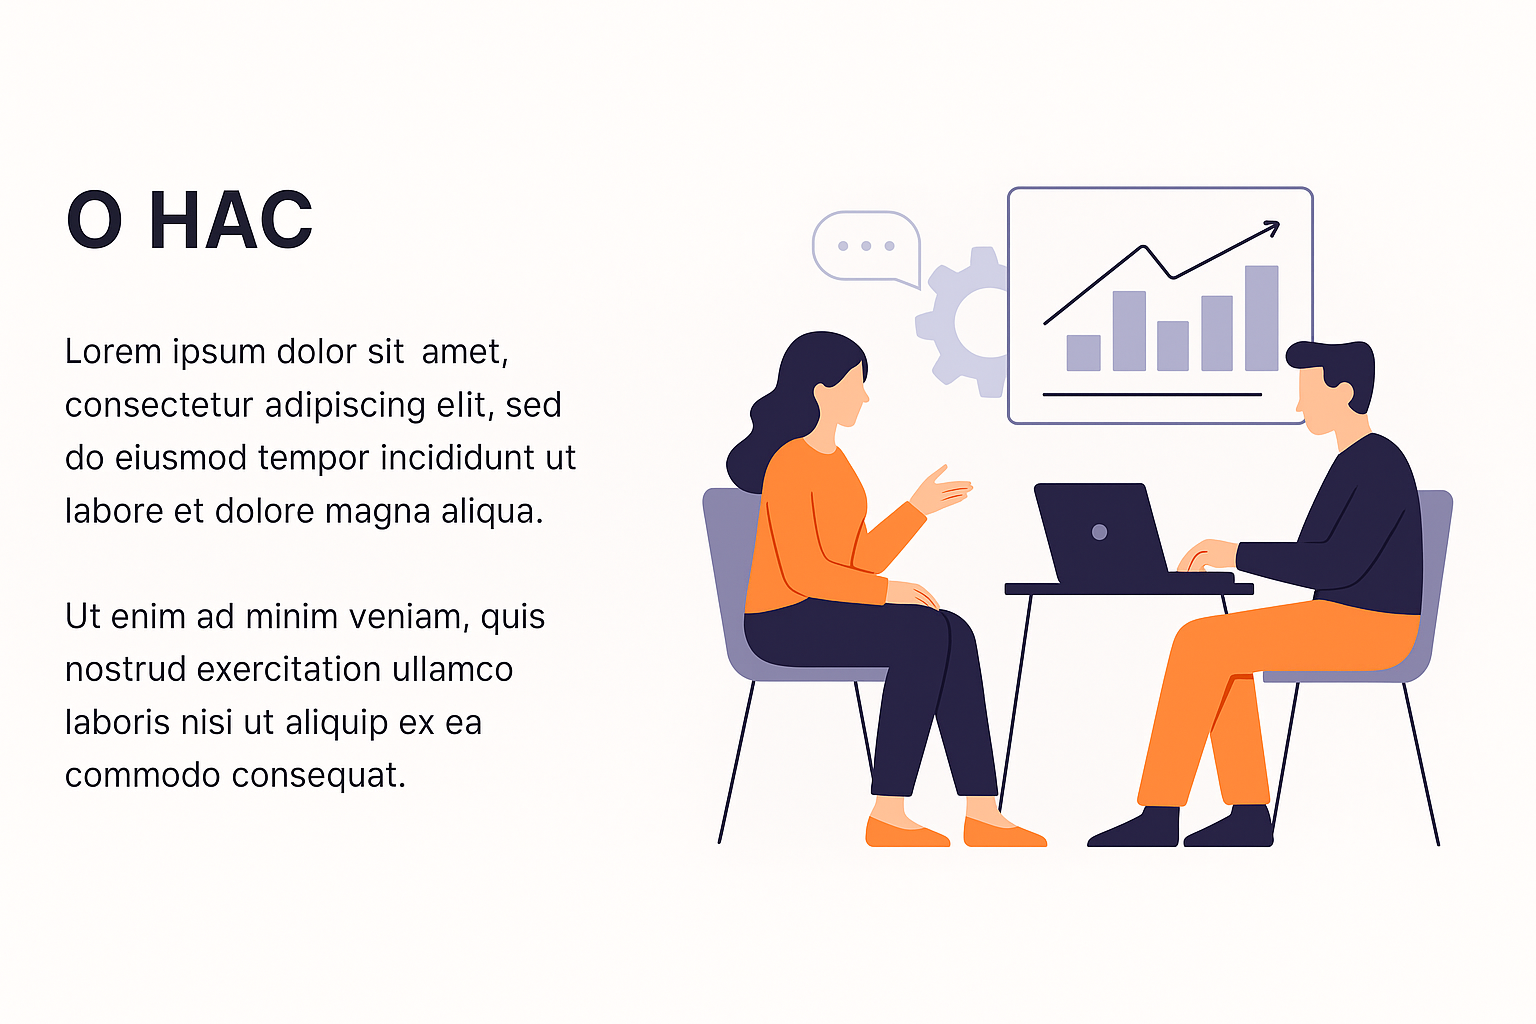 О НАС
Lorem ipsum dolor sit amet,
consectetur adipiscing elit, sed
do eiusmod tempor incididunt ut
labore et dolore magna aliqua.
Ut enim ad minim veniam, quis
nostrud exercitation ullamco
laboris nisi ut aliquip ex ea
commodo consequat.